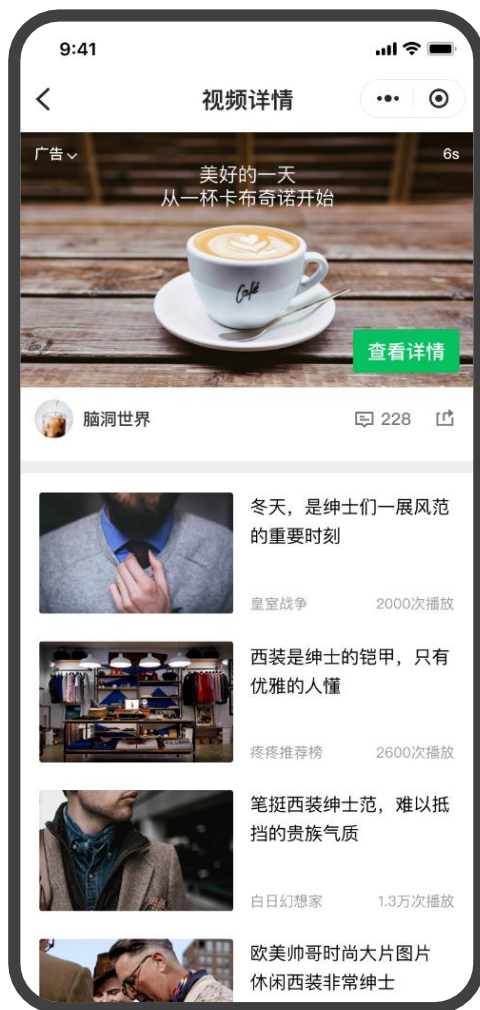 9:41
视频详情
广告
6s
美好的一天
从一杯卡布奇诺开始
Café
查看详情
脑洞世界
228
冬天，是绅士们一展风范
的重要时刻
皇室战争
2000次播放
西装是绅士的铠甲，只有
优雅的人懂
疼疼推荐榜
2600次播放
笔挺西装绅士范，难以抵
挡的贵族气质
白日幻想家
1.3万次播放
欧美帅哥时尚大片图片
休闲西装非常绅士